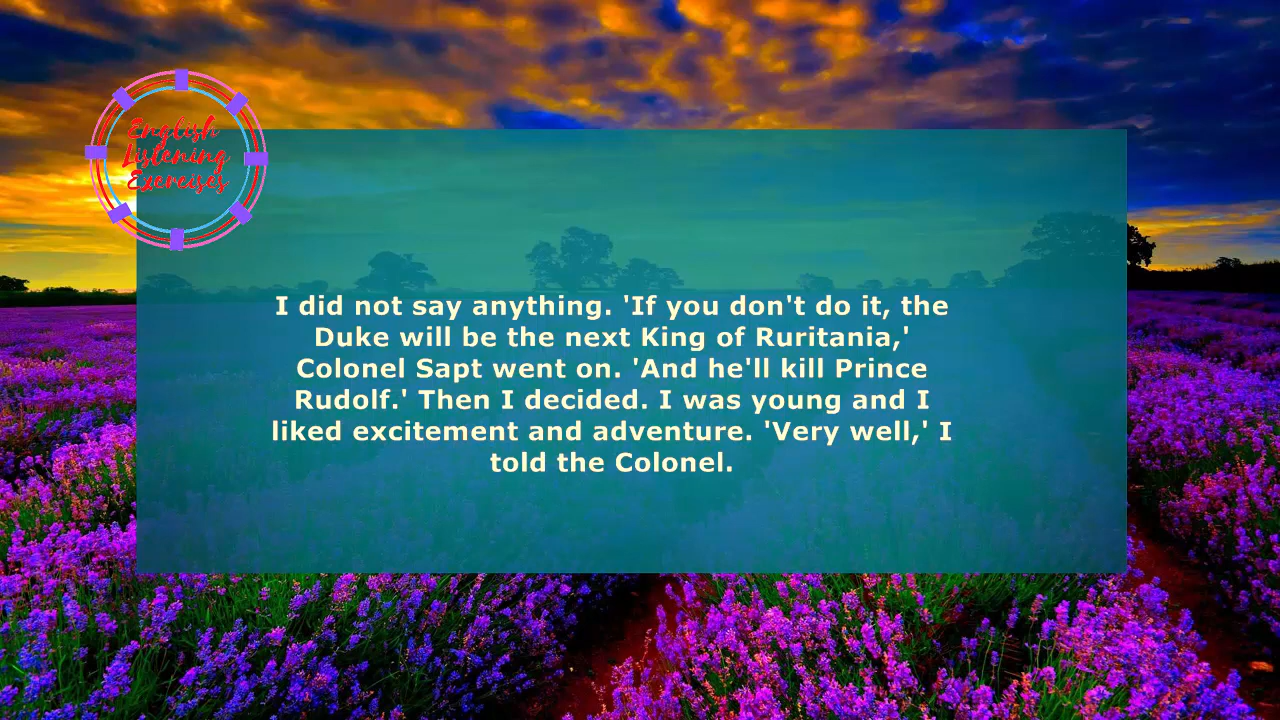 English
Listening
Exercises
I did not say anything. 'If you don't do it, the
Duke will be the next King of Ruritania,'
Colonel Sapt went on. 'And he'll kill Prince
Rudolf.' Then I decided. I was young and I
liked excitement and adventure. 'Very well,' I
told the Colonel.